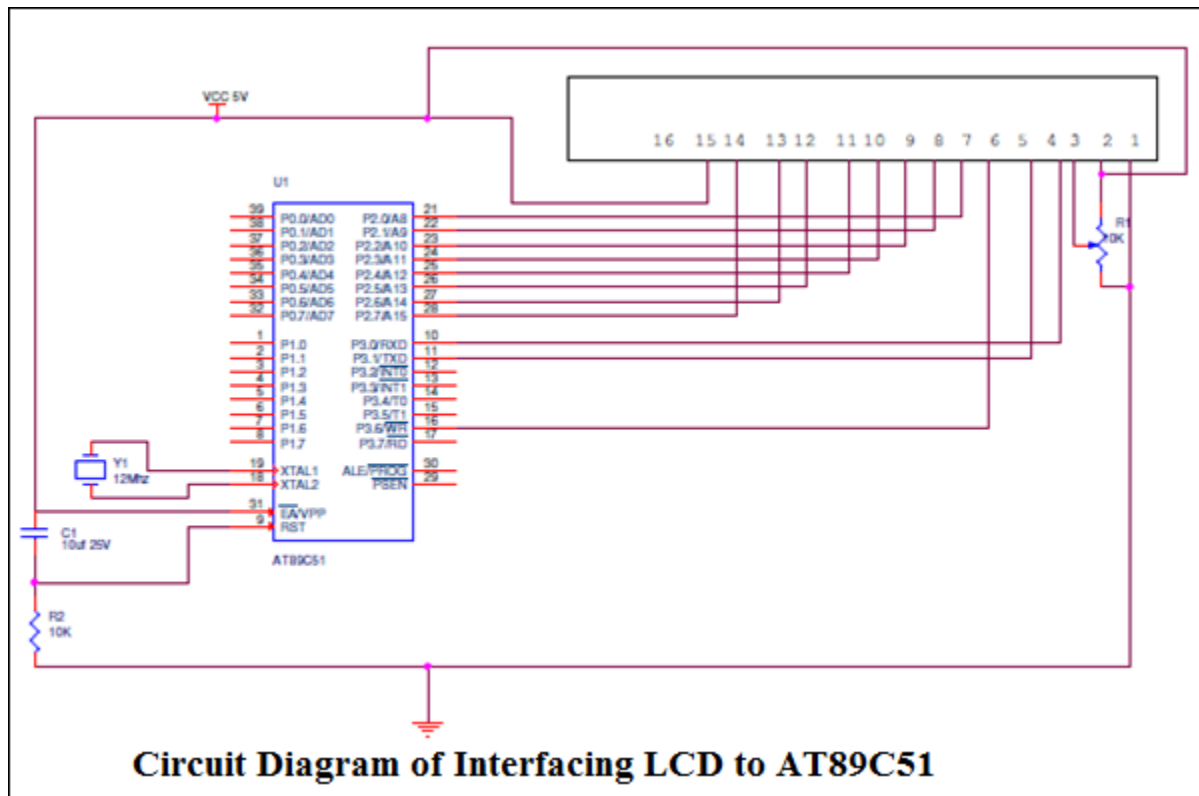 VCC 5V
16 15 14 13 12 11 10 9 8 7 6 5 4 3 2 1
U1
R1
10K
39 P0.0/AD0 P2.0/A8 21
38 P0.1/AD1 P2.1/A9 22
37 P0.2/AD2 P2.2/A10 23
36 P0.3/AD3 P2.3/A11 24
35 P0.4/AD4 P2.4/A12 25
34 P0.5/AD5 P2.5/A13 26
33 P0.6/AD6 P2.6/A14 27
32 P0.7/AD7 P2.7/A15 28
1 P1.0 P3.0/RXD 10
2 P1.1 P3.1/TXD 11
3 P1.2 P3.2/INT0 12
4 P1.3 P3.3/INT1 13
5 P1.4 P3.4/T0 14
6 P1.5 P3.5/T1 15
7 P1.6 P3.6/WR 16
8 P1.7 P3.7/RD 17
Y1
12Mhz
19 XTAL1 ALE/PROG 30
18 XTAL2 PSEN 29
31 EA/VPP
9 RST
C1
10uf 25V
AT89C51
R2
10K
Circuit Diagram of Interfacing LCD to AT89C51